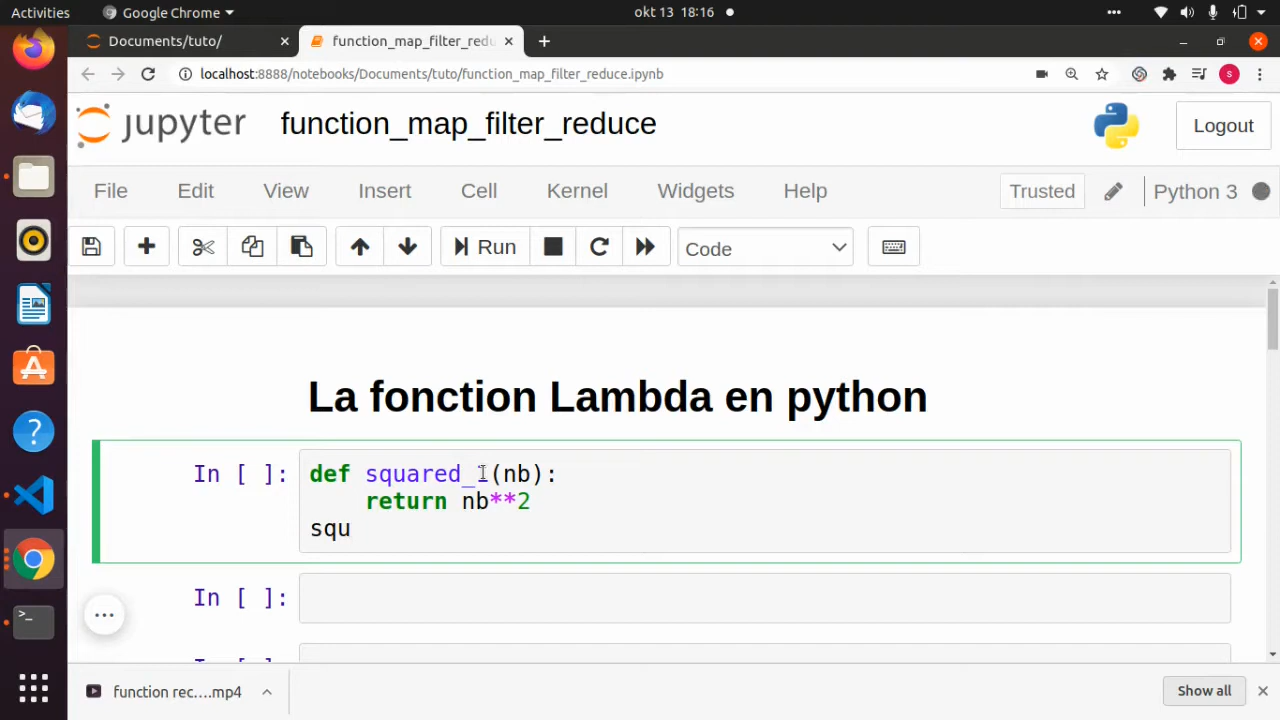 Activities Google Chrome okt 13 18:16
Documents/tuto/ function_map_filter_redu
localhost:8888/notebooks/Documents/tuto/function_map_filter_reduce.ipynb S
jupyter function_map_filter_reduce Logout
File Edit View Insert Cell Kernel Widgets Help Trusted Python 3
Run Code
La fonction Lambda en python
In [ ]: def squared_1(nb):
return nb**2
squ
In [ ]:
function rec....mp4 Show all